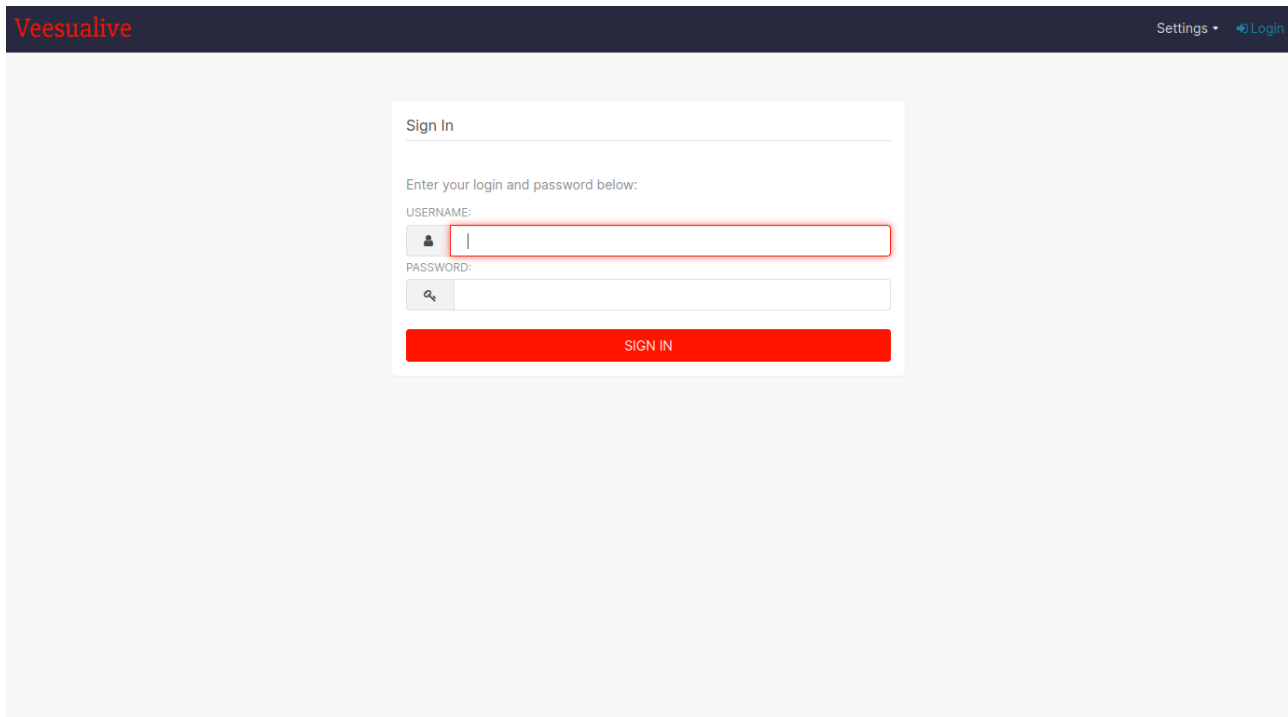 Veesualive
Settings Login
Sign In
Enter your login and password below:
USERNAME:
PASSWORD:
SIGN IN